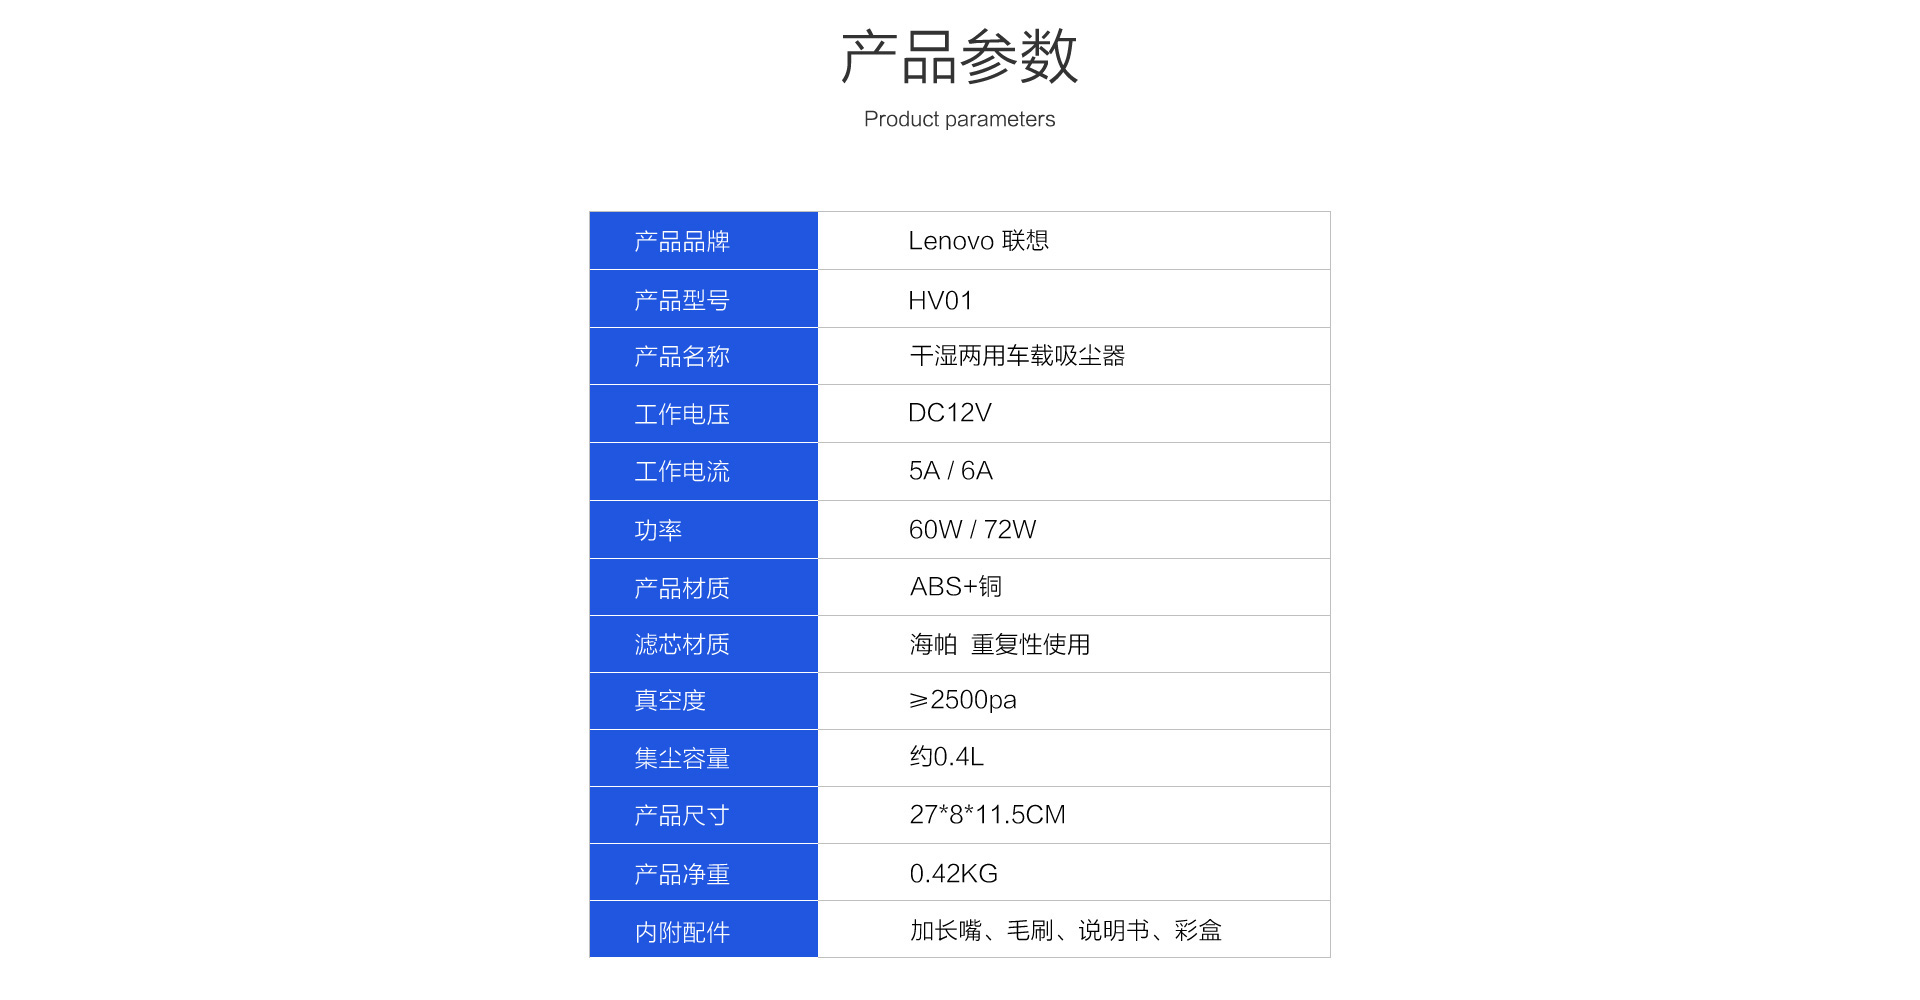 产品参数
Product parameters
产品品牌 Lenovo 联想
产品型号 HV01
产品名称 干湿两用车载吸尘器
工作电压 DC12V
工作电流 5A / 6A
功率 60W / 72W
产品材质 ABS+铜
滤芯材质 海帕 重复性使用
真空度 ⩾2500pa
集尘容量 约0.4L
产品尺寸 27*8*11.5CM
产品净重 0.42KG
内附配件 加长嘴、毛刷、说明书、彩盒